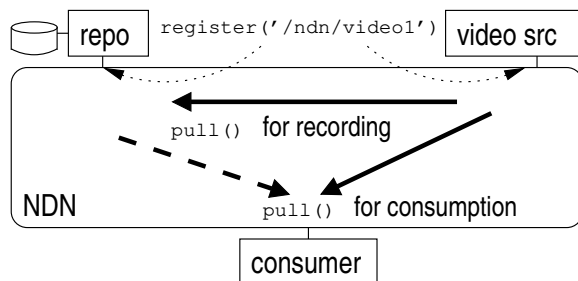 repo
register('/ndn/video1')
video src
pull() for recording
NDN
pull() for consumption
consumer